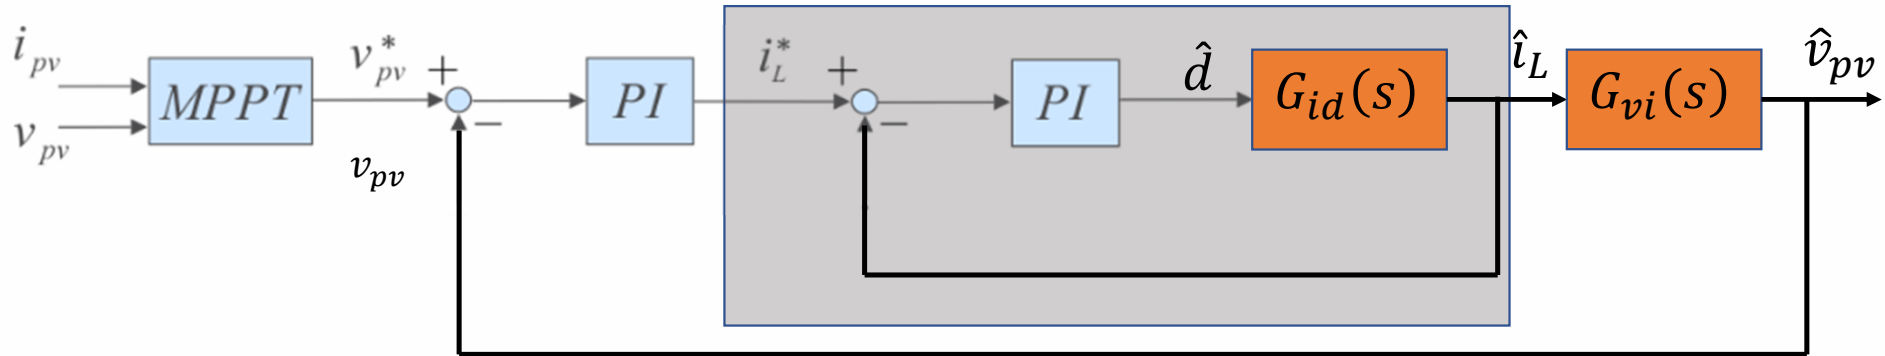 i_pv
v_pv
MPPT
v*_pv
+
−
v_pv
PI
i*_L
+
−
PI
d̂
G_id(s)
î_L
G_vi(s)
v̂_pv